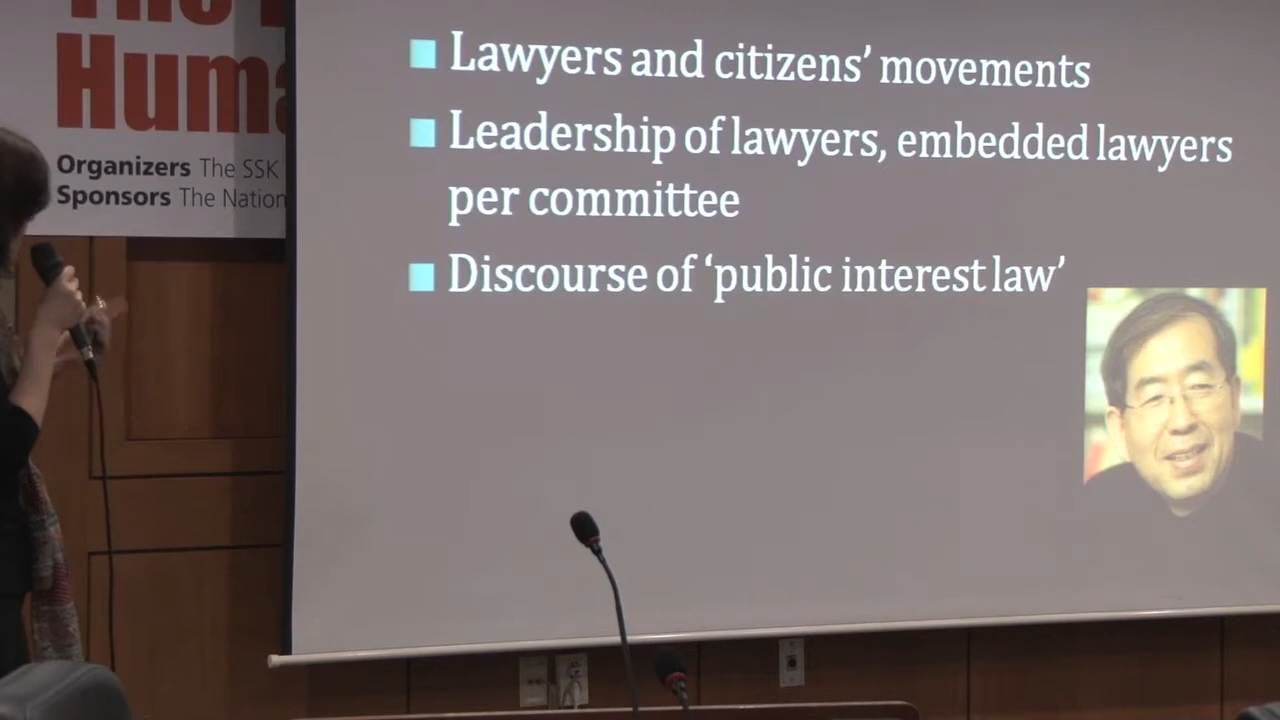 Huma
Organizers The SSK
Sponsors The Nation
Lawyers and citizens’ movements
Leadership of lawyers, embedded lawyers
per committee
Discourse of ‘public interest law’